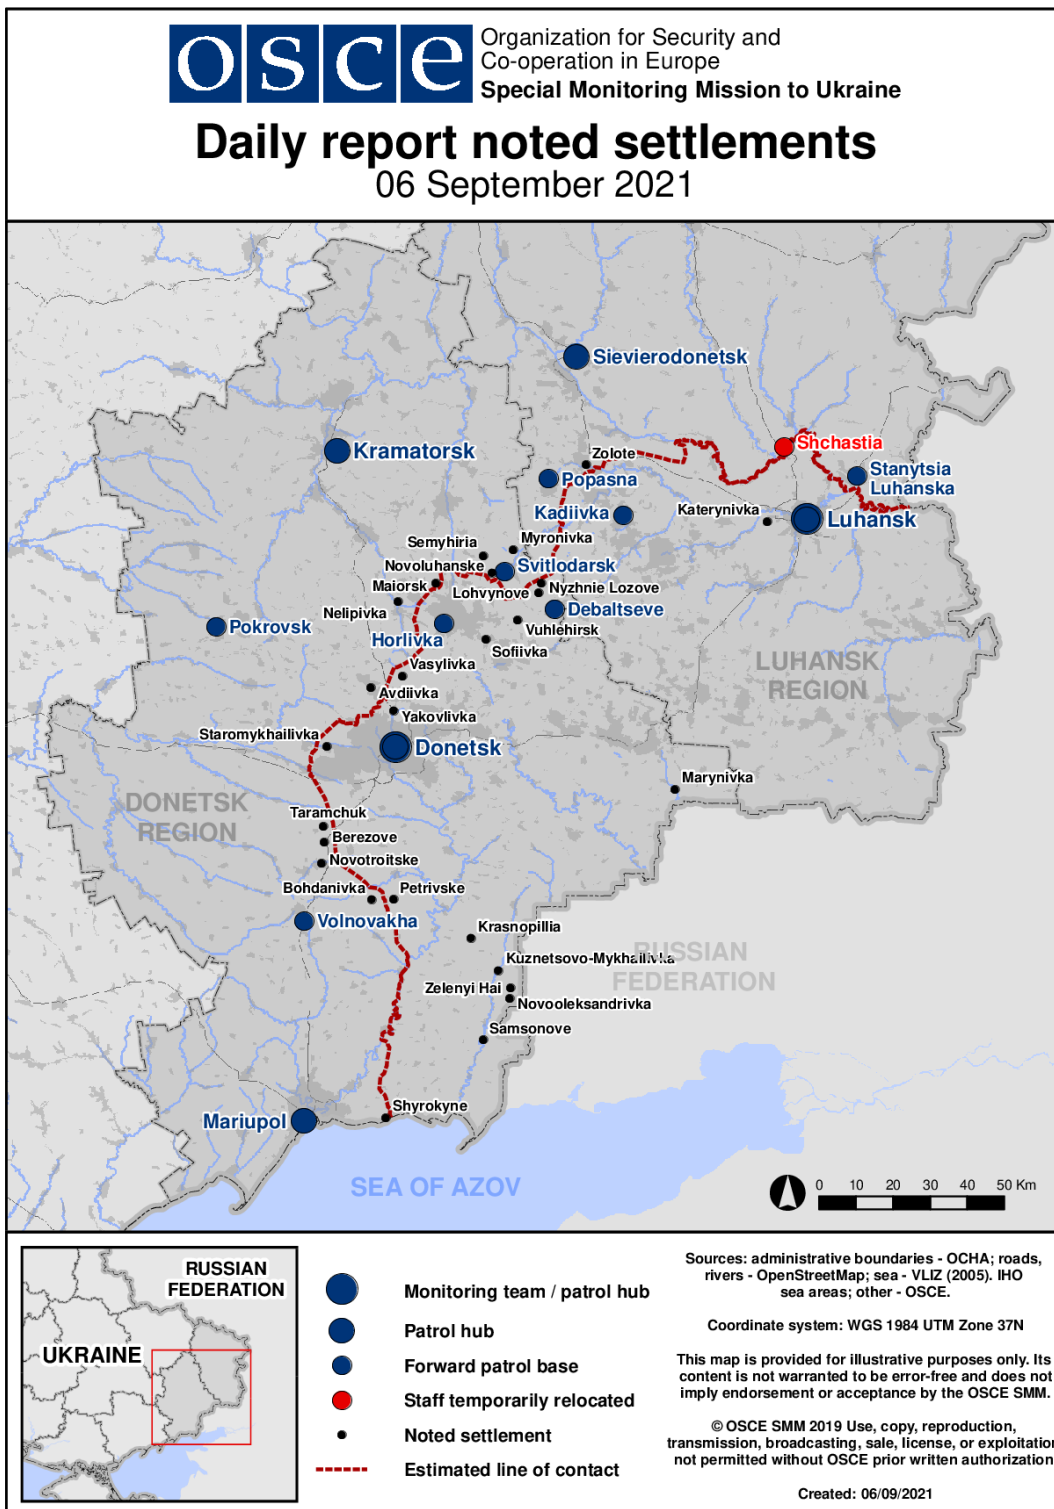 osce
Organization for Security and
Co-operation in Europe
Special Monitoring Mission to Ukraine
Daily report noted settlements
06 September 2021
Sievierodonetsk
Kramatorsk
Shchastia
Zolote
Popasna
Stanytsia
Luhanska
Kadiivka
Katerynivka
Luhansk
Myronivka
Semyhiria
Novoluhanske
Svitlodarsk
Maiorsk
Lohvynove
Nyzhnie Lozove
Nelipivka
Debaltseve
Pokrovsk
Horlivka
Vuhlehirsk
Sofiivka
LUHANSK
REGION
Vasylivka
Avdiivka
Yakovlivka
Staromykhailivka
Donetsk
Marynivka
DONETSK
REGION
Taramchuk
Berezove
Novotroitske
Bohdanivka
Petrivske
Volnovakha
Krasnopillia
RUSSIAN
FEDERATION
Kuznetsovo-Mykhailivka
Zelenyi Hai
Novooleksandrivka
Samsonove
Shyrokyne
Mariupol
SEA OF AZOV
0 10 20 30 40 50 Km
RUSSIAN
FEDERATION
UKRAINE
Monitoring team / patrol hub
Patrol hub
Forward patrol base
Staff temporarily relocated
Noted settlement
Estimated line of contact
Sources: administrative boundaries - OCHA; roads,
rivers - OpenStreetMap; sea - VLIZ (2005). IHO
sea areas; other - OSCE.
Coordinate system: WGS 1984 UTM Zone 37N
This map is provided for illustrative purposes only. Its
content is not warranted to be error-free and does not
imply endorsement or acceptance by the OSCE SMM.
© OSCE SMM 2019 Use, copy, reproduction,
transmission, broadcasting, sale, license, or exploitation
not permitted without OSCE prior written authorization
Created: 06/09/2021